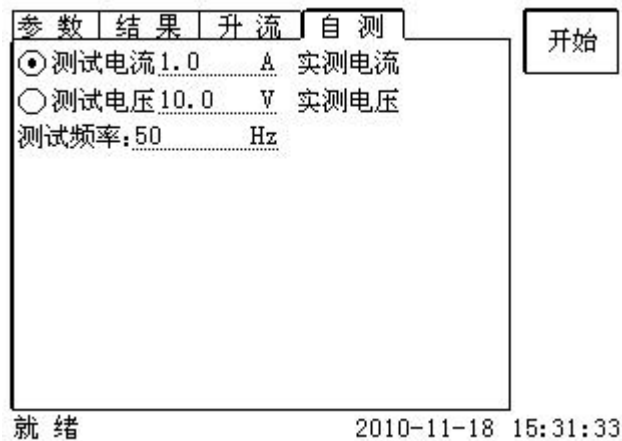 参 数 结 果 升 流 自 测 开始
测试电流1.0 A 实测电流
测试电压10.0 V 实测电压
测试频率:50 Hz
就 绪 2010-11-18 15:31:33